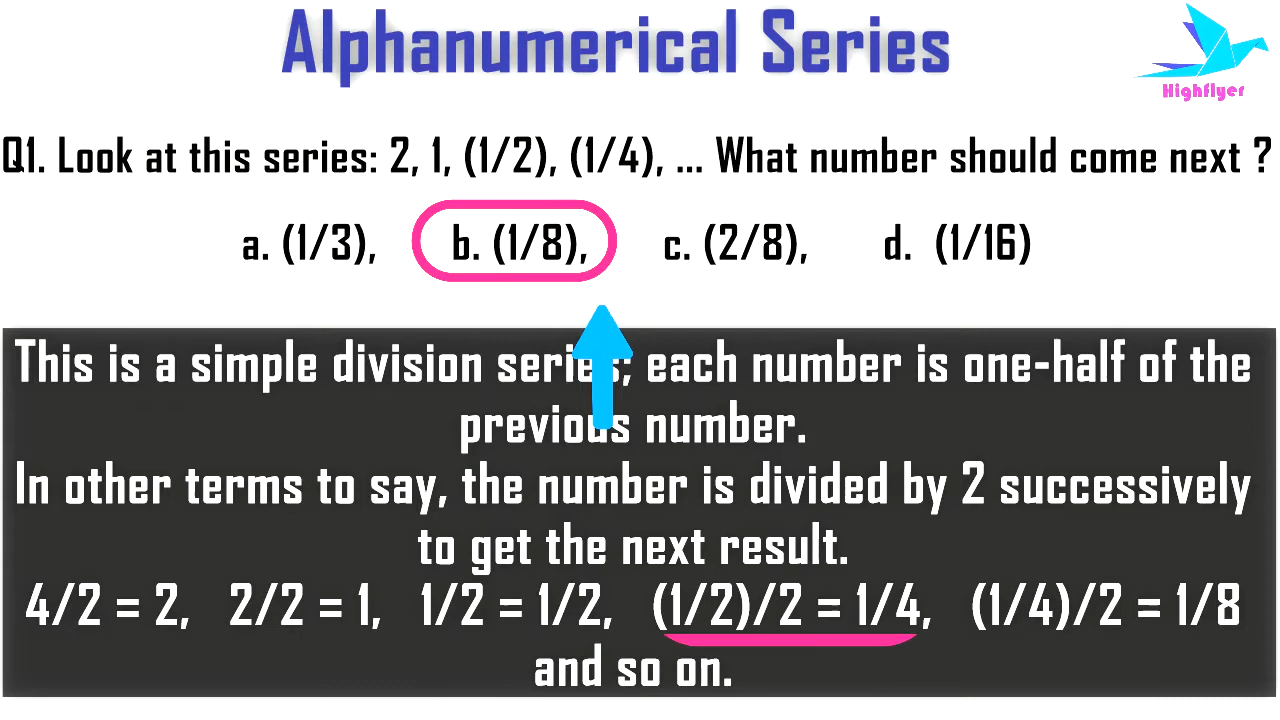 Alphanumerical Series
Highflyer
Q1. Look at this series: 2, 1, (1/2), (1/4), ... What number should come next ?
a. (1/3), b. (1/8), c. (2/8), d. (1/16)
This is a simple division series; each number is one-half of the
previous number.
In other terms to say, the number is divided by 2 successively
to get the next result.
4/2 = 2, 2/2 = 1, 1/2 = 1/2, (1/2)/2 = 1/4, (1/4)/2 = 1/8
and so on.